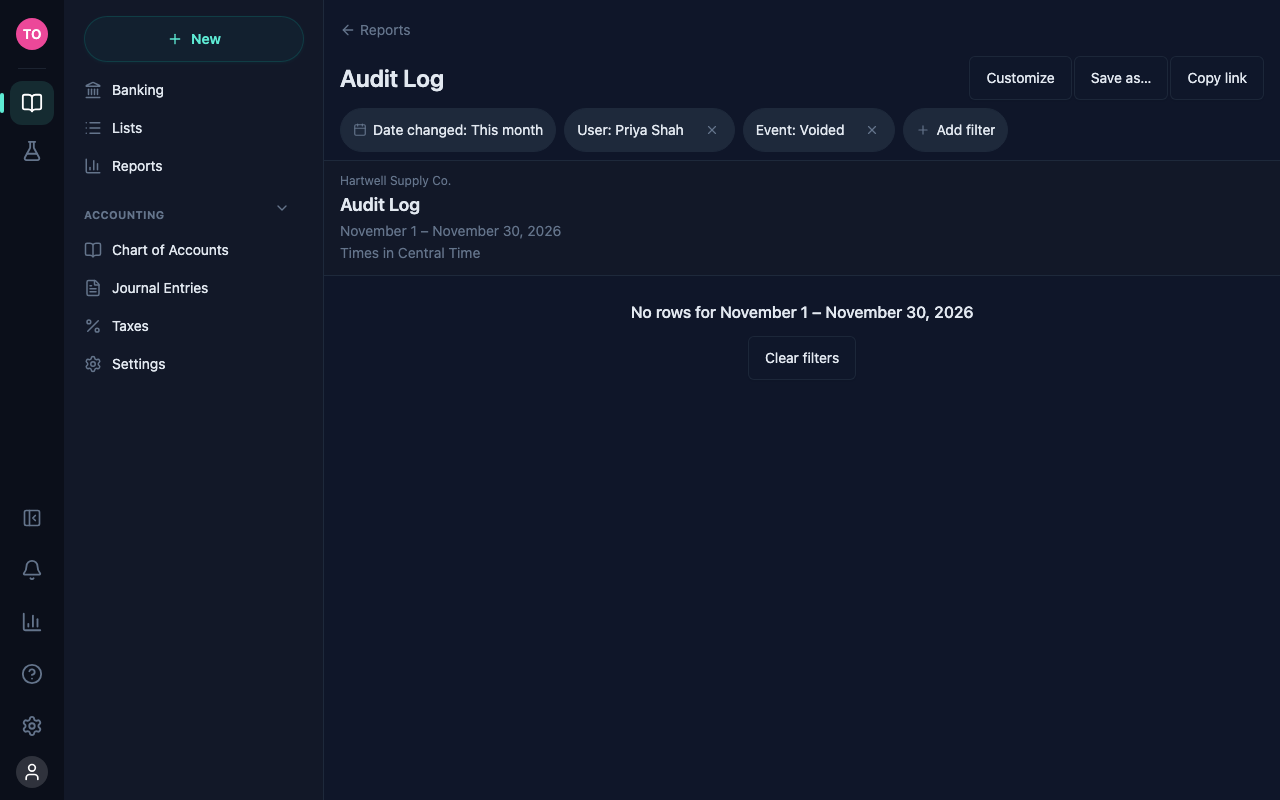 TO
New
Banking
Lists
Reports
ACCOUNTING
Chart of Accounts
Journal Entries
Taxes
Settings
Reports
Audit Log
Customize
Save as...
Copy link
Date changed: This month
User: Priya Shah
Event: Voided
Add filter
Hartwell Supply Co.
Audit Log
November 1 – November 30, 2026
Times in Central Time
No rows for November 1 – November 30, 2026
Clear filters